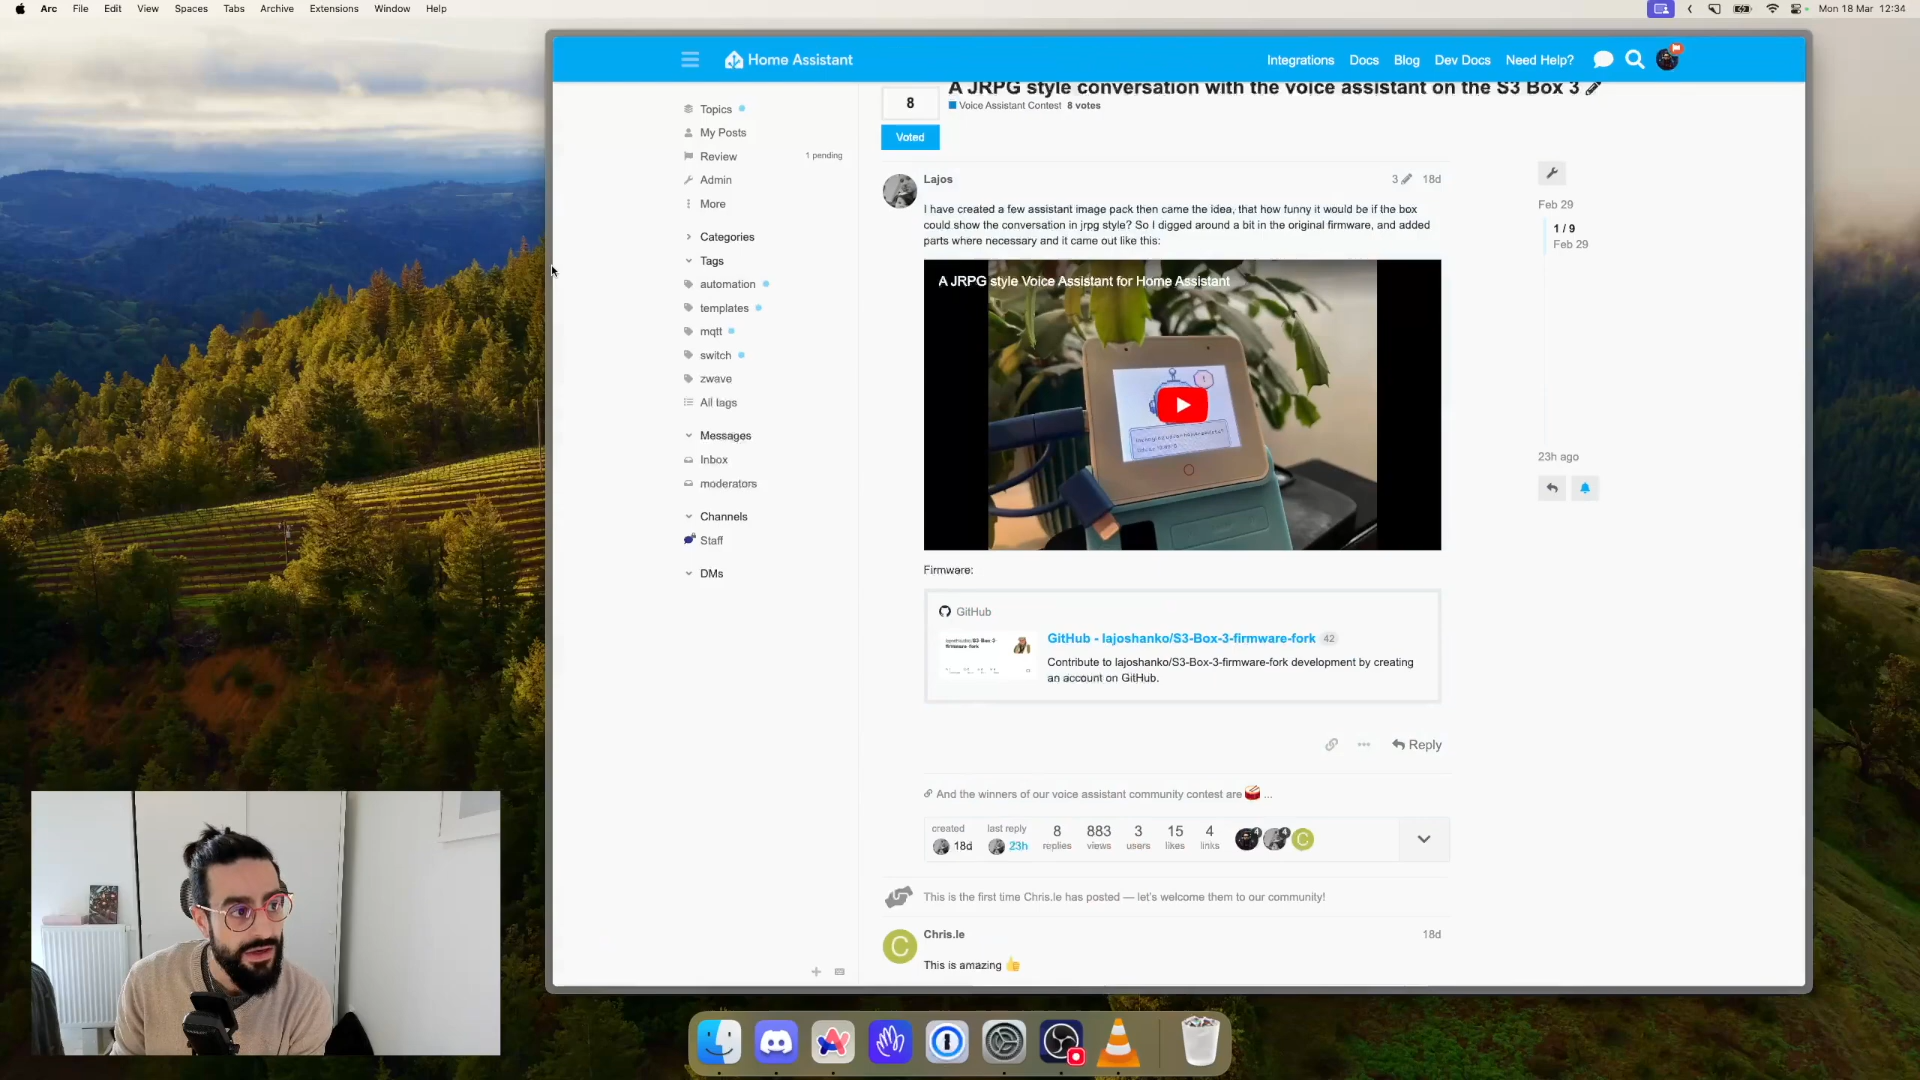 Arc File Edit View Spaces Tabs Archive Extensions Window Help
Mon 18 Mar 12:34
Home Assistant
Integrations Docs Blog Dev Docs Need Help?
Topics
My Posts
Review 1 pending
Admin
More
Categories
Tags
automation
templates
mqtt
switch
zwave
All tags
Messages
Inbox
moderators
Channels
Staff
DMs
8
Voted
A JRPG style conversation with the voice assistant on the S3 Box 3
Voice Assistant Contest 8 votes
Lajos 3 18d
I have created a few assistant image pack then came the idea, that how funny it would be if the box
could show the conversation in jrpg style? So I digged around a bit in the original firmware, and added
parts where necessary and it came out like this:
A JRPG style Voice Assistant for Home Assistant
Firmware:
GitHub
GitHub - lajoshanko/S3-Box-3-firmware-fork 42
Contribute to lajoshanko/S3-Box-3-firmware-fork development by creating
an account on GitHub.
Reply
And the winners of our voice assistant community contest are 🥁 ...
created last reply 8 883 3 15 4
18d 23h replies views users likes links
4 4 C
This is the first time Chris.le has posted — let's welcome them to our community!
C
Chris.le 18d
This is amazing 👍
Feb 29
1 / 9
Feb 29
23h ago